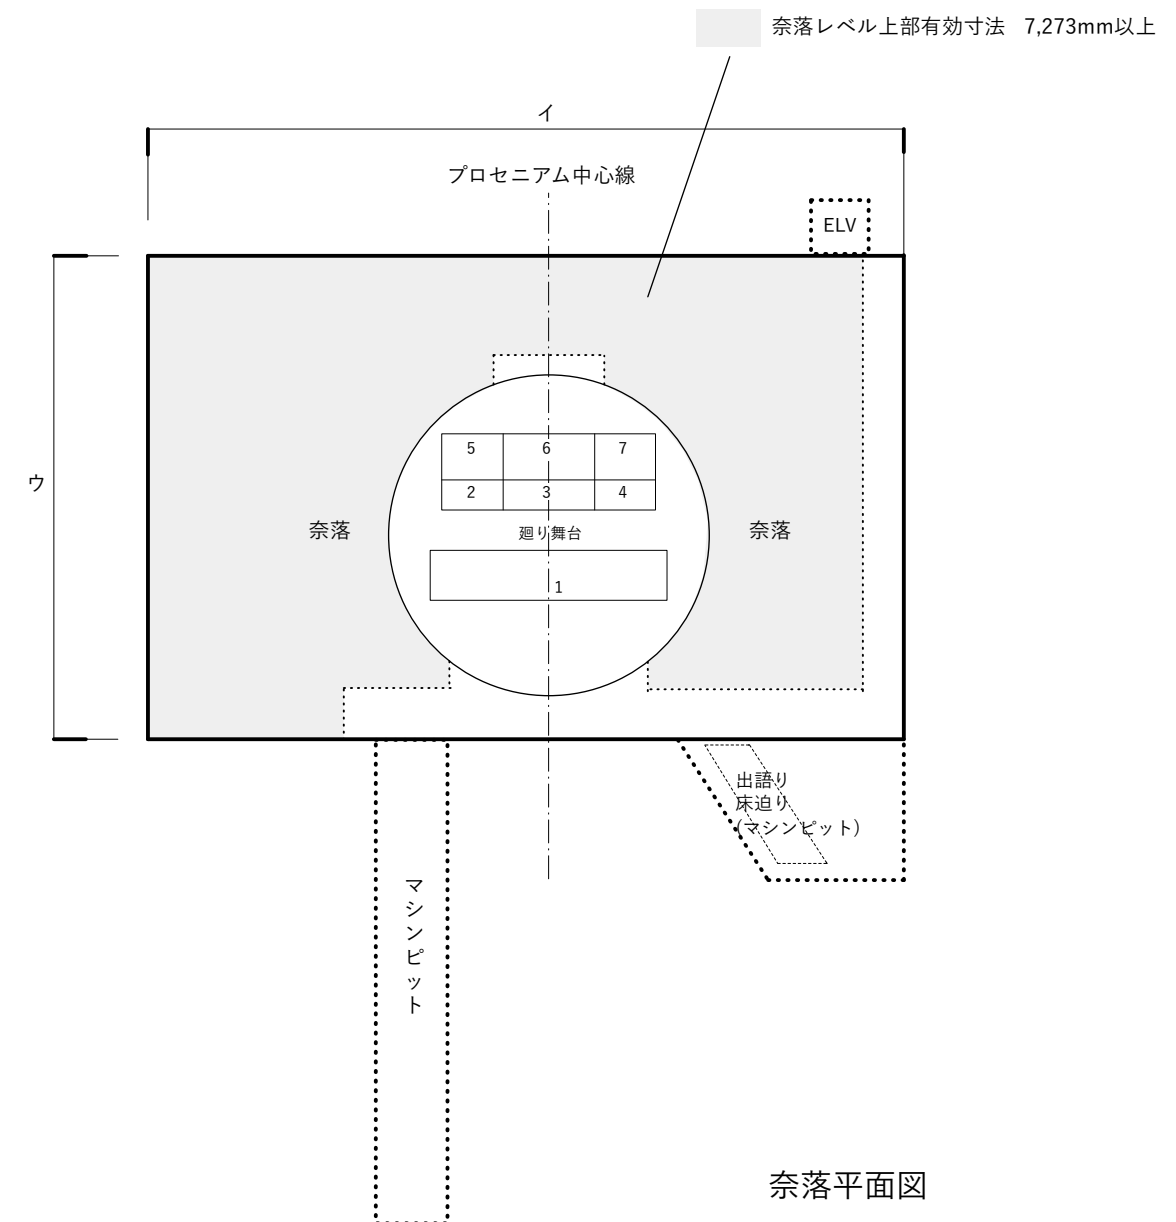 奈落レベル上部有効寸法 7,273mm以上
イ
プロセニアム中心線
ELV
5 6 7
2 3 4
ウ
奈落
廻り舞台
奈落
1
出語り
床迫り
(マシンピット)
マシンピット
奈落平面図